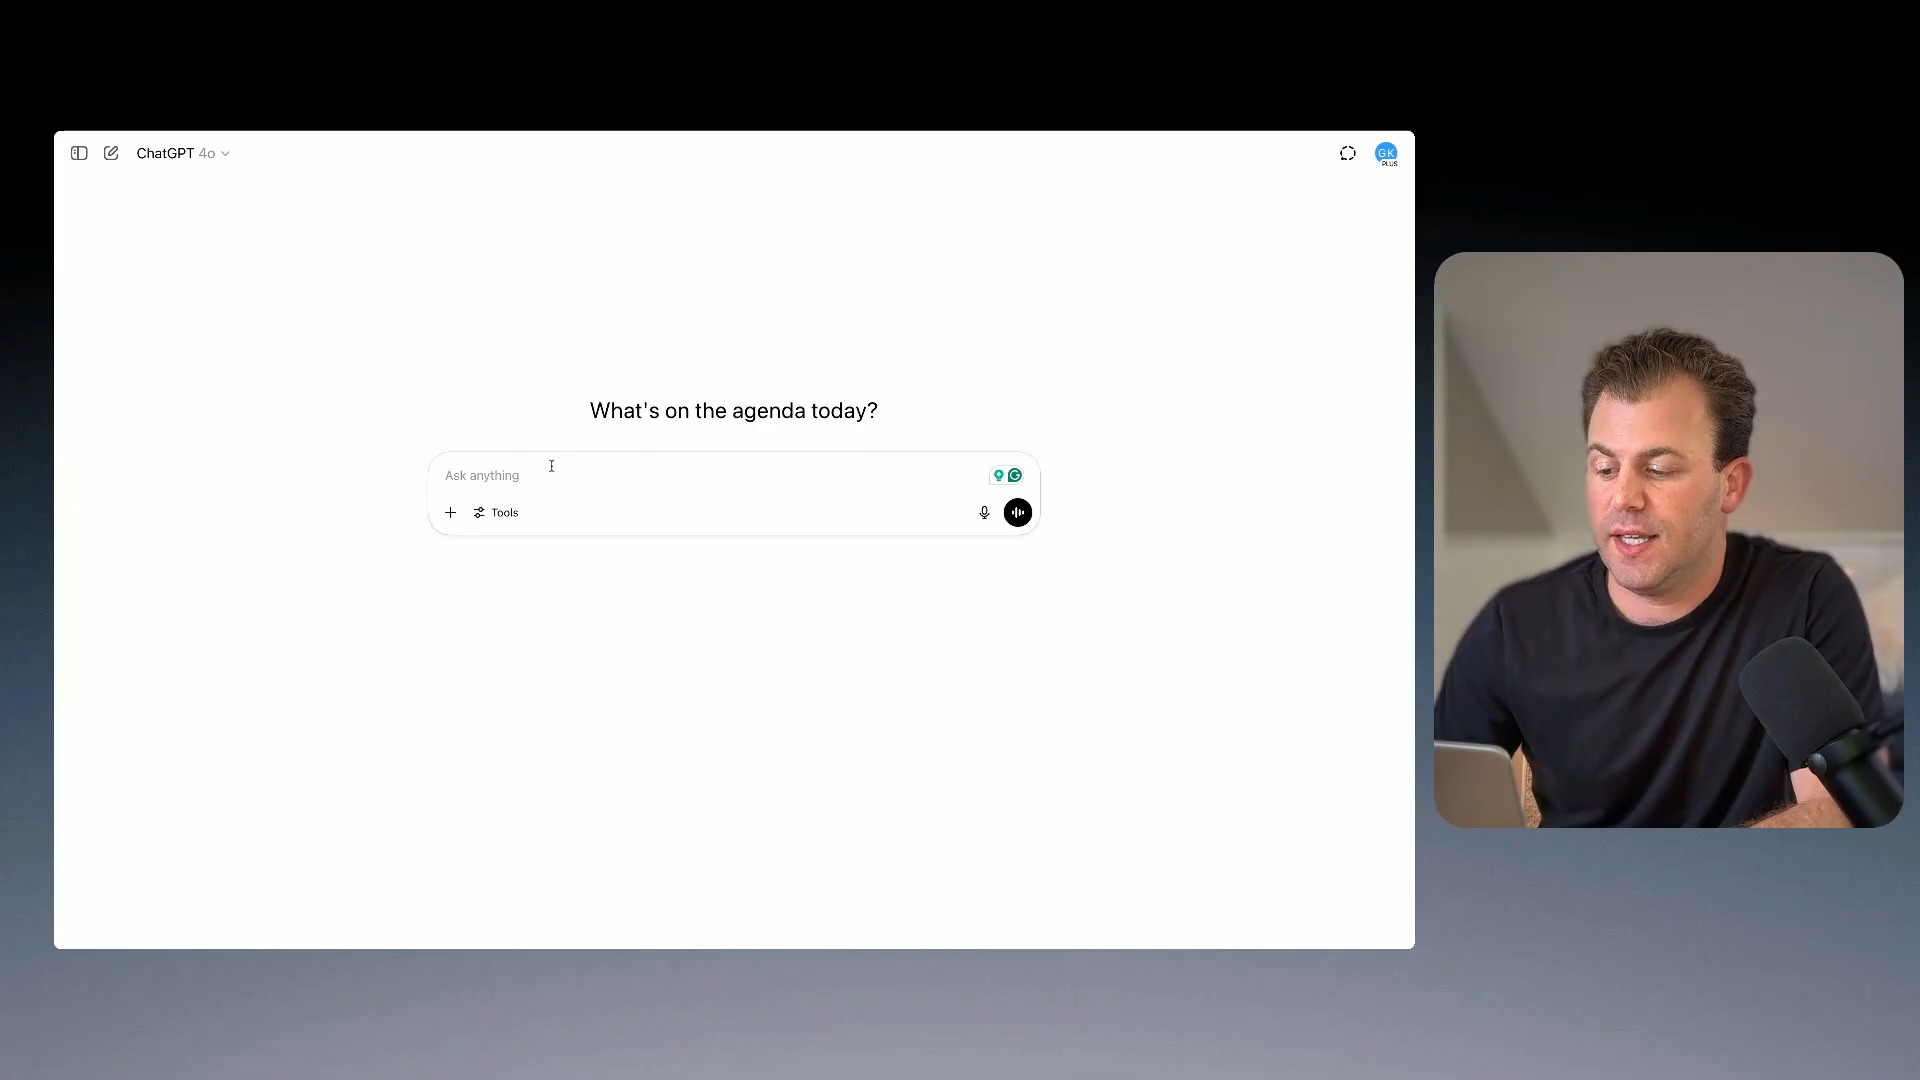 ChatGPT 4o
GK
PLUS
What's on the agenda today?
Ask anything
Tools